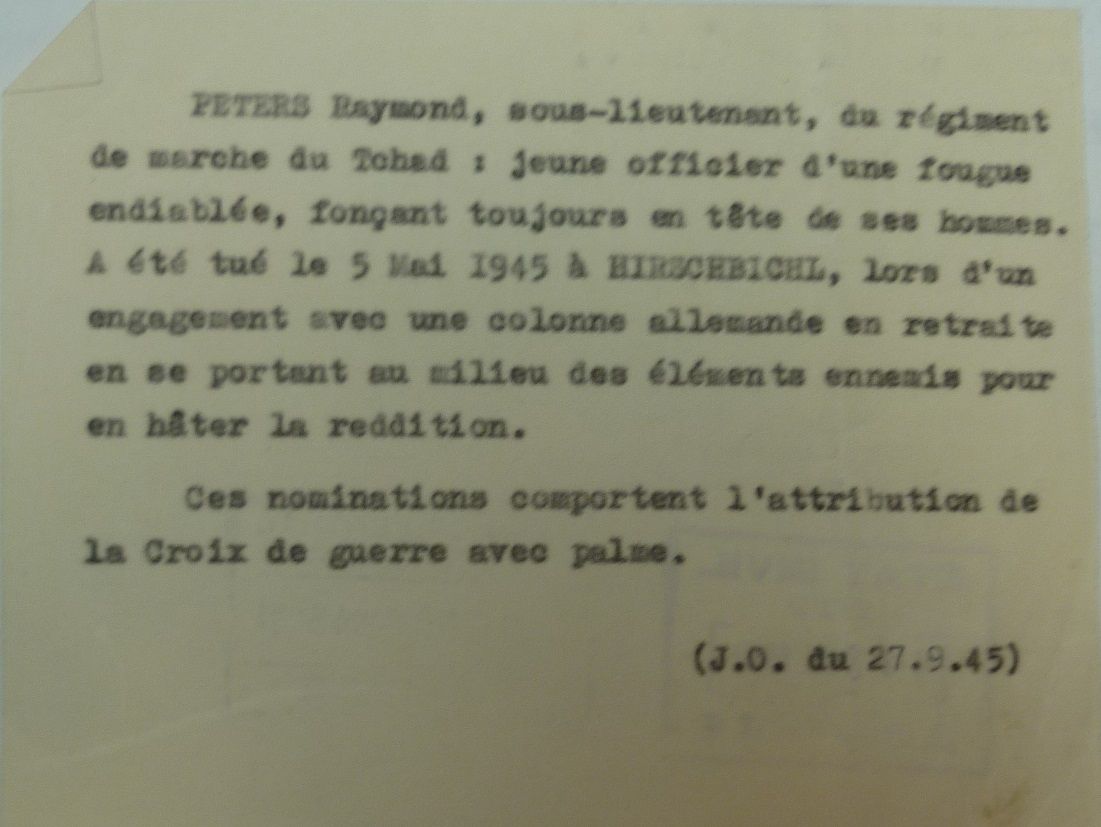 PETERS Raymond, sous-lieutenant, du régiment
de marche du Tchad : jeune officier d'une fougue
endiablée, fonçant toujours en tête de ses hommes.
A été tué le 5 Mai 1945 à HIRSCHBICHL, lors d'un
engagement avec une colonne allemande en retraite
en se portant au milieu des éléments ennemis pour
en hâter la reddition.
Ces nominations comportent l'attribution de
la Croix de guerre avec palme.
(J.O. du 27.9.45)